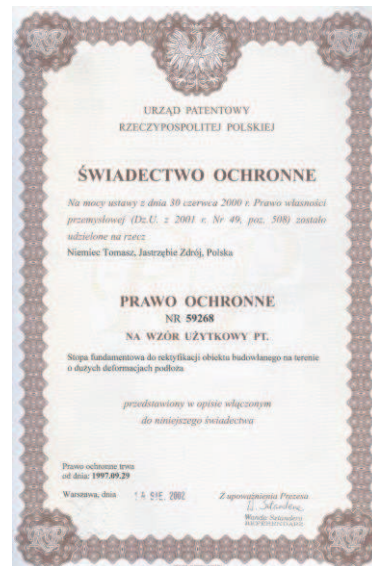 URZĄD PATENTOWY
RZECZYPOSPOLITEJ POLSKIEJ
ŚWIADECTWO OCHRONNE
Na mocy ustawy z dnia 30 czerwca 2000 r. Prawo własności
przemysłowej (Dz.U. z 2001 r. Nr 49, poz. 508) zostało
udzielone na rzecz
Niemiec Tomasz, Jastrzębie Zdrój, Polska
PRAWO OCHRONNE
NR 59268
NA WZÓR UŻYTKOWY PT.
Stopa fundamentowa do rektyfikacji obiektu budowlanego na terenie
o dużych deformacjach podłoża
przedstawiony w opisie włączonym
do niniejszego świadectwa
Prawo ochronne trwa
od dnia: 1997.09.29
Warszawa, dnia 14 SIE. 2002 Z upoważnienia Prezesa
Wanda